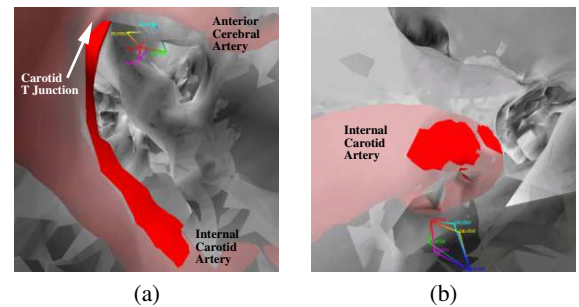 Anterior
Cerebral
Artery
Carotid
T Junction
Internal
Carotid
Artery
Internal
Carotid
Artery
(a)
(b)